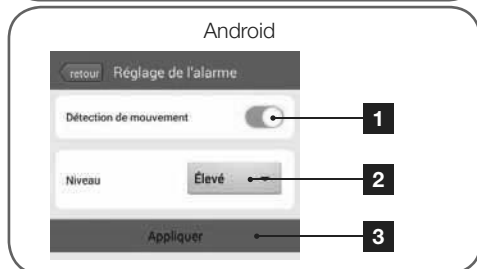 Android
retour Réglage de l'alarme
Détection de mouvement
1
Niveau
Élevé
2
Appliquer
3